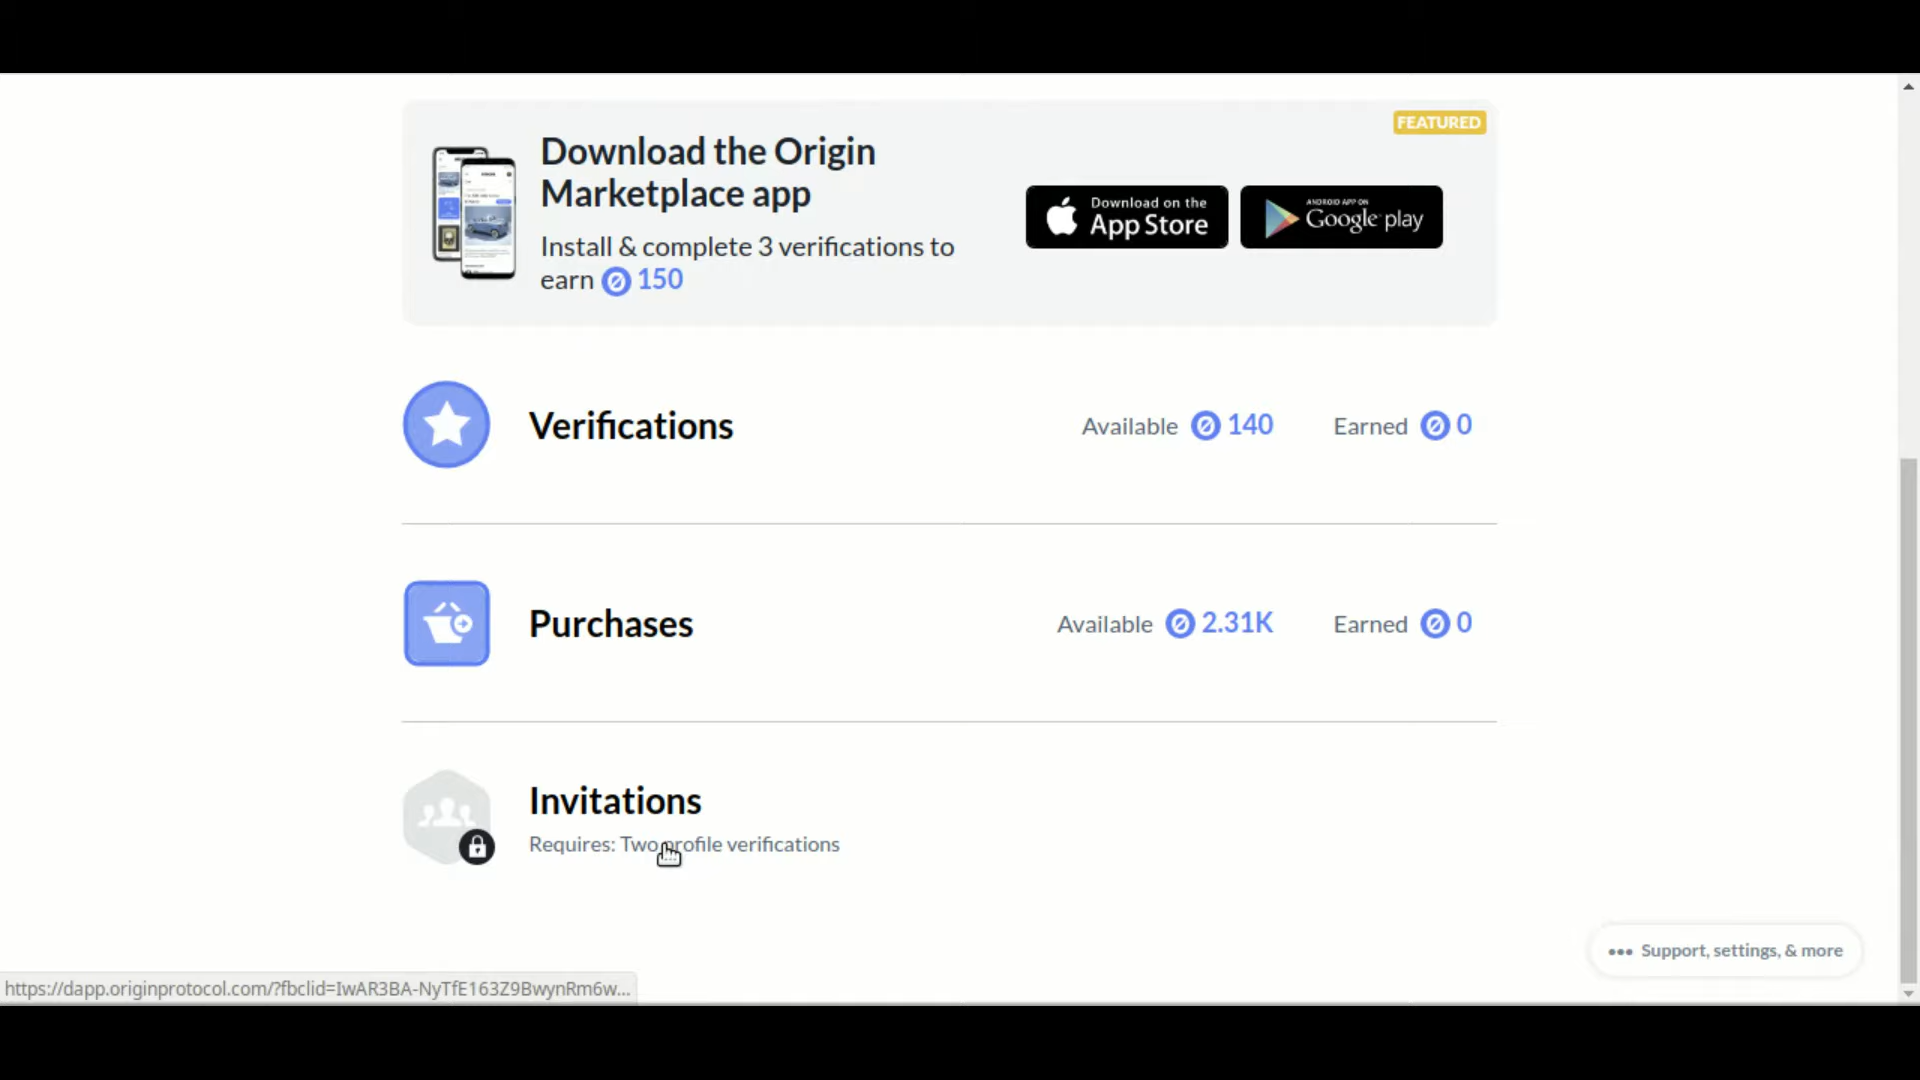 FEATURED
Download the Origin
Marketplace app
Install & complete 3 verifications to
earn 150
Download on the
App Store
ANDROID APP ON
Google play
Verifications
Available 140
Earned 0
Purchases
Available 2.31K
Earned 0
Invitations
Requires: Two profile verifications
••• Support, settings, & more
https://dapp.originprotocol.com/?fbclid=IwAR3BA-NyTfE163Z9BwynRm6w...